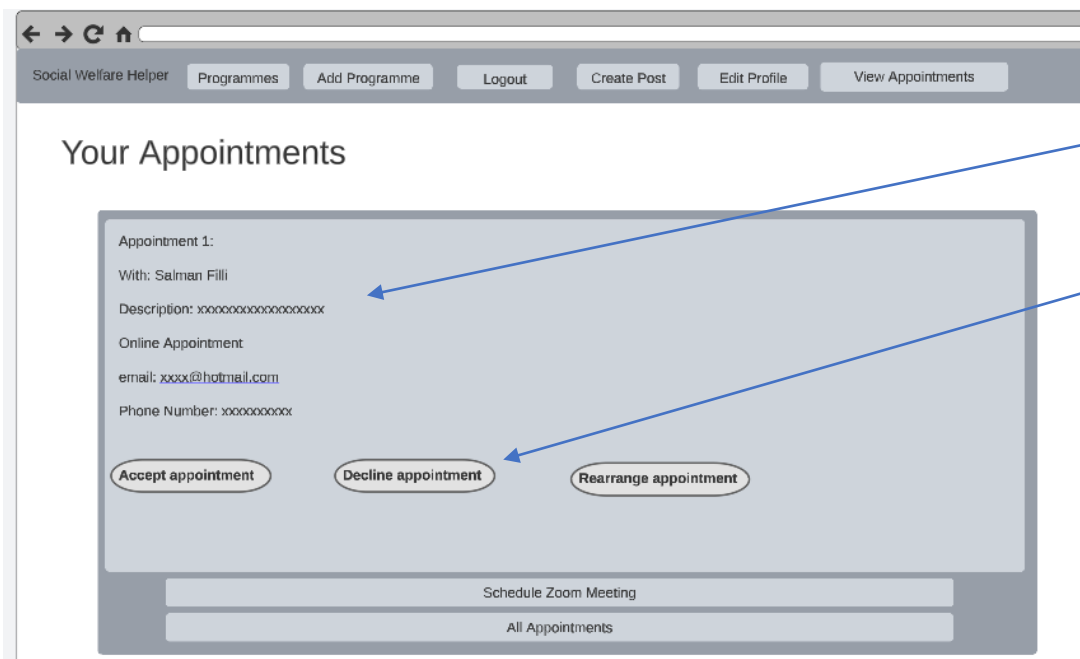 Social Welfare Helper Programmes Add Programme Logout Create Post Edit Profile View Appointments
Your Appointments
Appointment 1:
With: Salman Filli
Description: xxxxxxxxxxxxxxxxxx
Online Appointment
email: xxxx@hotmail.com
Phone Number: xxxxxxxxxx
Accept appointment Decline appointment Rearrange appointment
Schedule Zoom Meeting
All Appointments